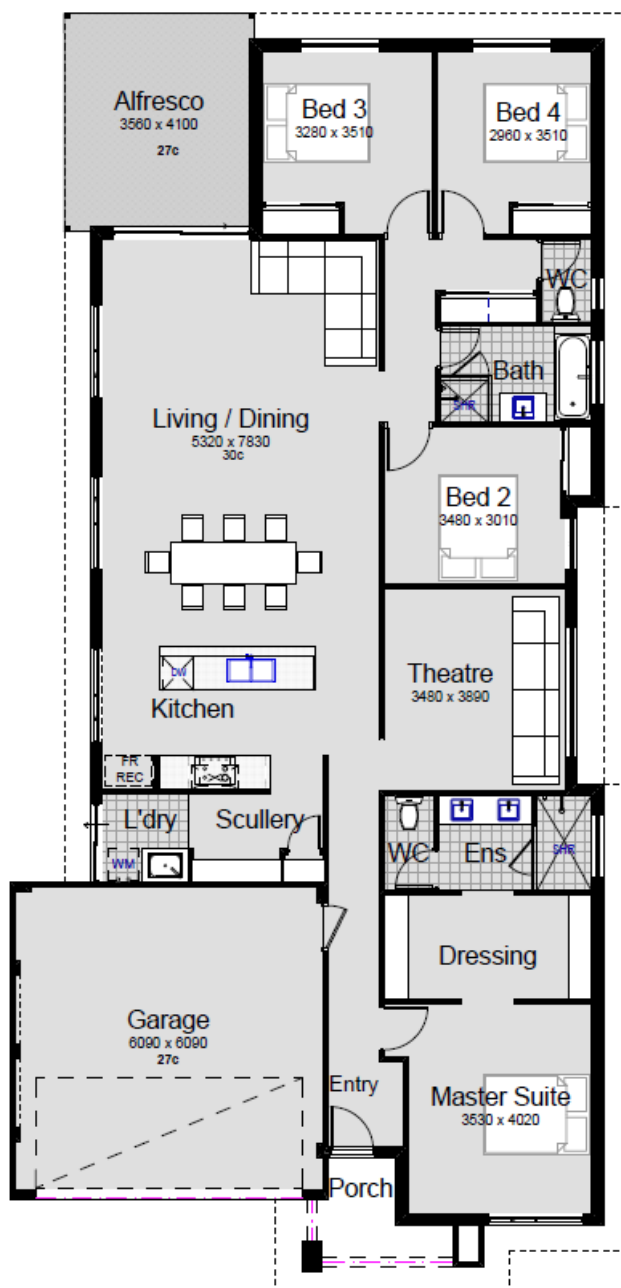 Alfresco
3560 x 4100
27c
Bed 3
3280 x 3510
Bed 4
2960 x 3510
WC
Bath
SHR
Living / Dining
5320 x 7830
30c
Bed 2
3480 x 3010
DW
Kitchen
Theatre
3480 x 3890
FR
REC
L'dry
Scullery
WM
WC
Ens
SHR
Dressing
Garage
6090 x 6090
27c
Entry
Master Suite
3530 x 4020
Porch